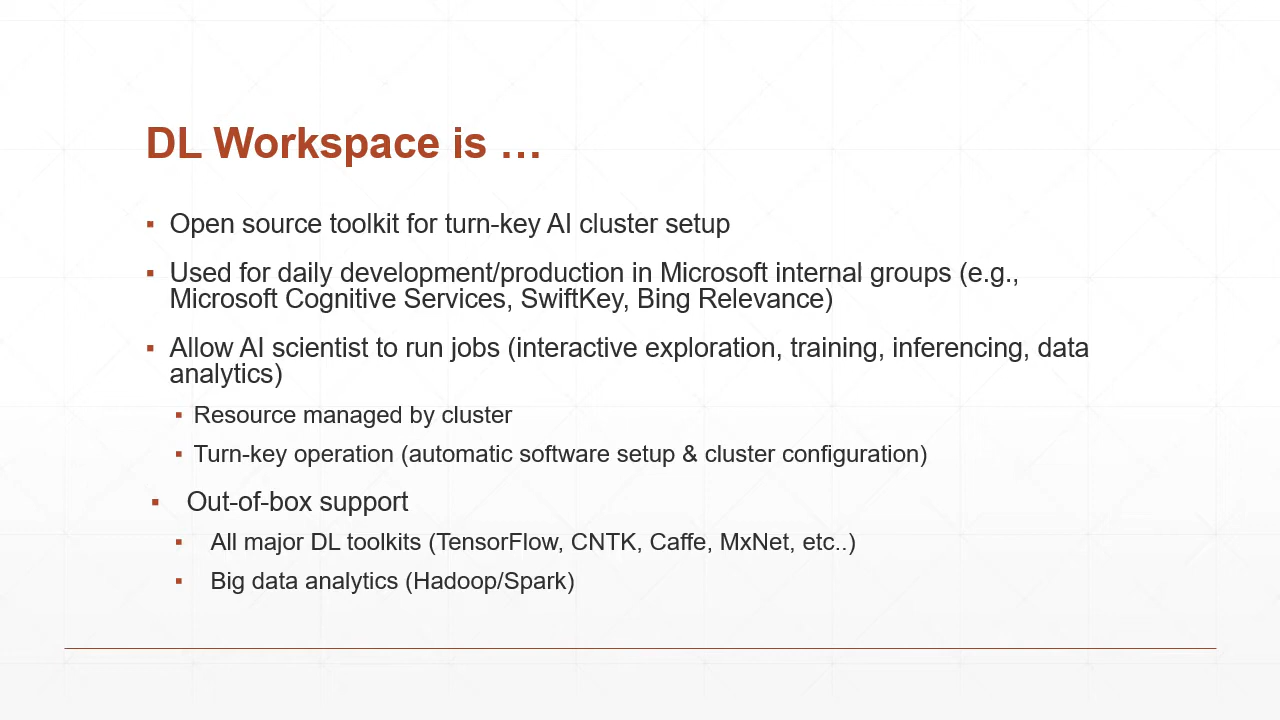 DL Workspace is …
▪ Open source toolkit for turn-key AI cluster setup
▪ Used for daily development/production in Microsoft internal groups (e.g.,
Microsoft Cognitive Services, SwiftKey, Bing Relevance)
▪ Allow AI scientist to run jobs (interactive exploration, training, inferencing, data
analytics)
▪ Resource managed by cluster
▪ Turn-key operation (automatic software setup & cluster configuration)
▪ Out-of-box support
▪ All major DL toolkits (TensorFlow, CNTK, Caffe, MxNet, etc..)
▪ Big data analytics (Hadoop/Spark)